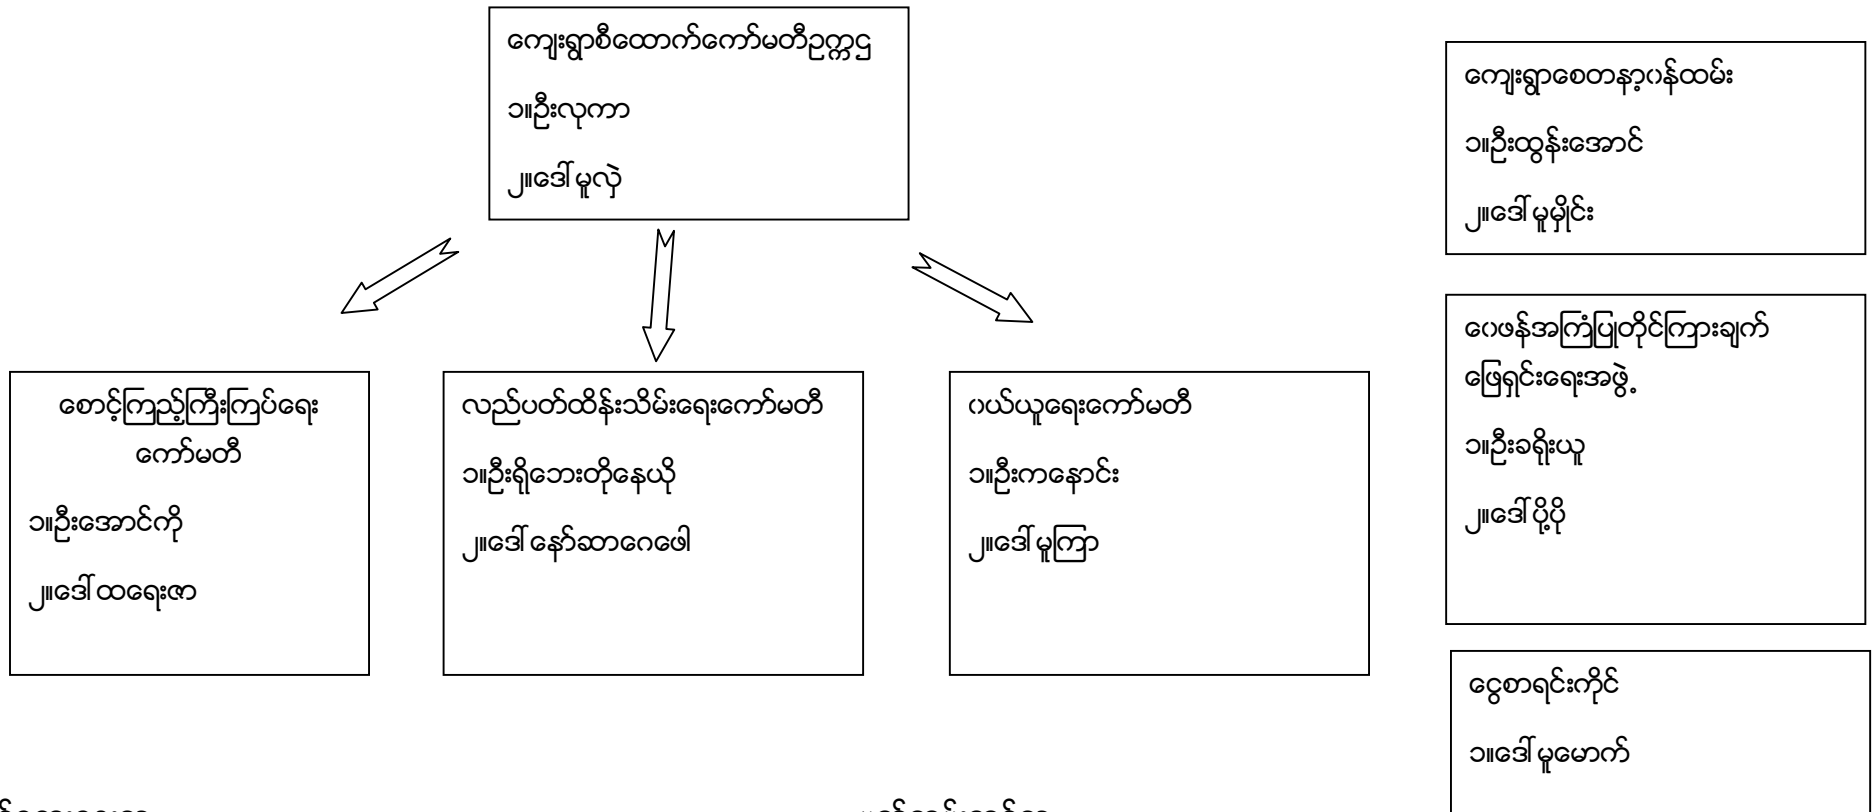 ကျေးရွာစီထောက်ကော်မတီဥက္ကဌ
၁။ဦးလုကာ
၂။ဒေါ်မူလှဲ
ကျေးရွာစေတနာ့ဝန်ထမ်း
၁။ဦးထွန်းအောင်
၂။ဒေါ်မူမှိုင်း
ဝေဖန်အကြံပြုတိုင်ကြားချက်
ဖြေရှင်းရေးအဖွဲ့
၁။ဦးခရိုးယူ
၂။ဒေါ်ပို့ပို
စောင့်ကြည့်ကြီးကြပ်ရေး
ကော်မတီ
၁။ဦးအောင်ကို
၂။ဒေါ်ထရေးဇာ
လည်ပတ်ထိန်းသိမ်းရေးကော်မတီ
၁။ဦးရိုဘေးတိုနေယို
၂။ဒေါ်နော်ဆာဂေဖေါ
ဝယ်ယူရေးကော်မတီ
၁။ဦးကနောင်း
၂။ဒေါ်မူကြာ
ငွေစာရင်းကိုင်
၁။ဒေါ်မူမောက်